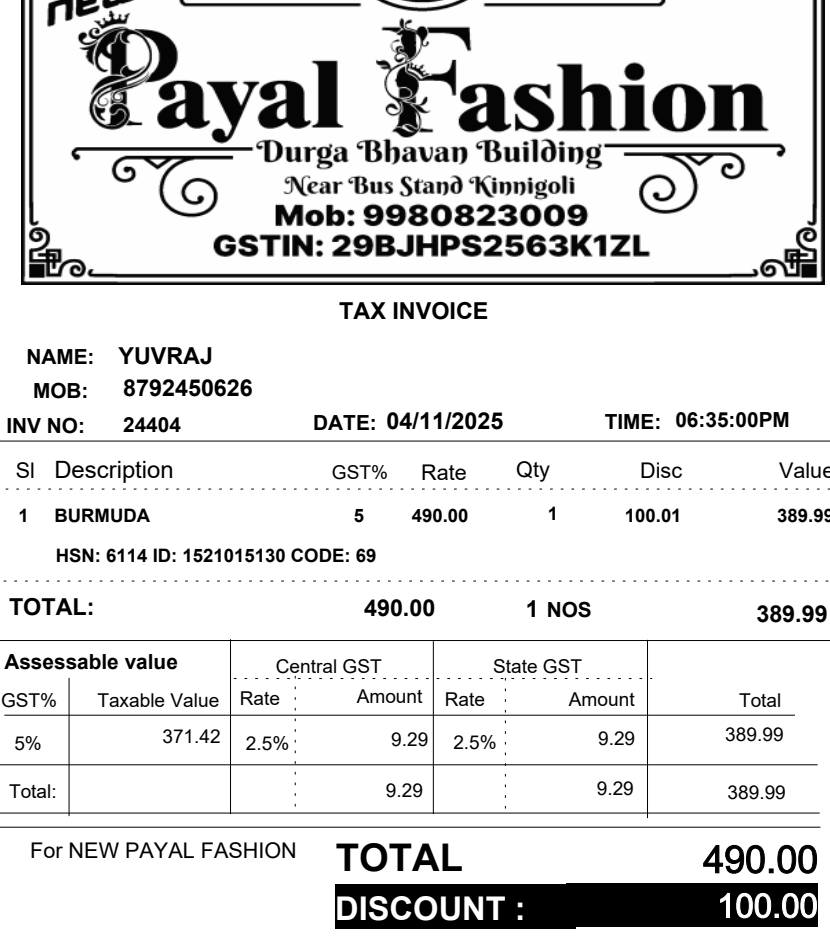 new
Payal Fashion
Durga Bhavan Building
Near Bus Stand Kinnigoli
Mob: 9980823009
GSTIN: 29BJHPS2563K1ZL
TAX INVOICE
NAME: YUVRAJ
MOB: 8792450626
INV NO: 24404 DATE: 04/11/2025 TIME: 06:35:00PM
Sl Description GST% Rate Qty Disc Value
1 BURMUDA 5 490.00 1 100.01 389.99
HSN: 6114 ID: 1521015130 CODE: 69
TOTAL: 490.00 1 NOS 389.99
Assessable value Central GST State GST
GST% Taxable Value Rate Amount Rate Amount Total
5% 371.42 2.5% 9.29 2.5% 9.29 389.99
Total: 9.29 9.29 389.99
For NEW PAYAL FASHION TOTAL 490.00
DISCOUNT : 100.00